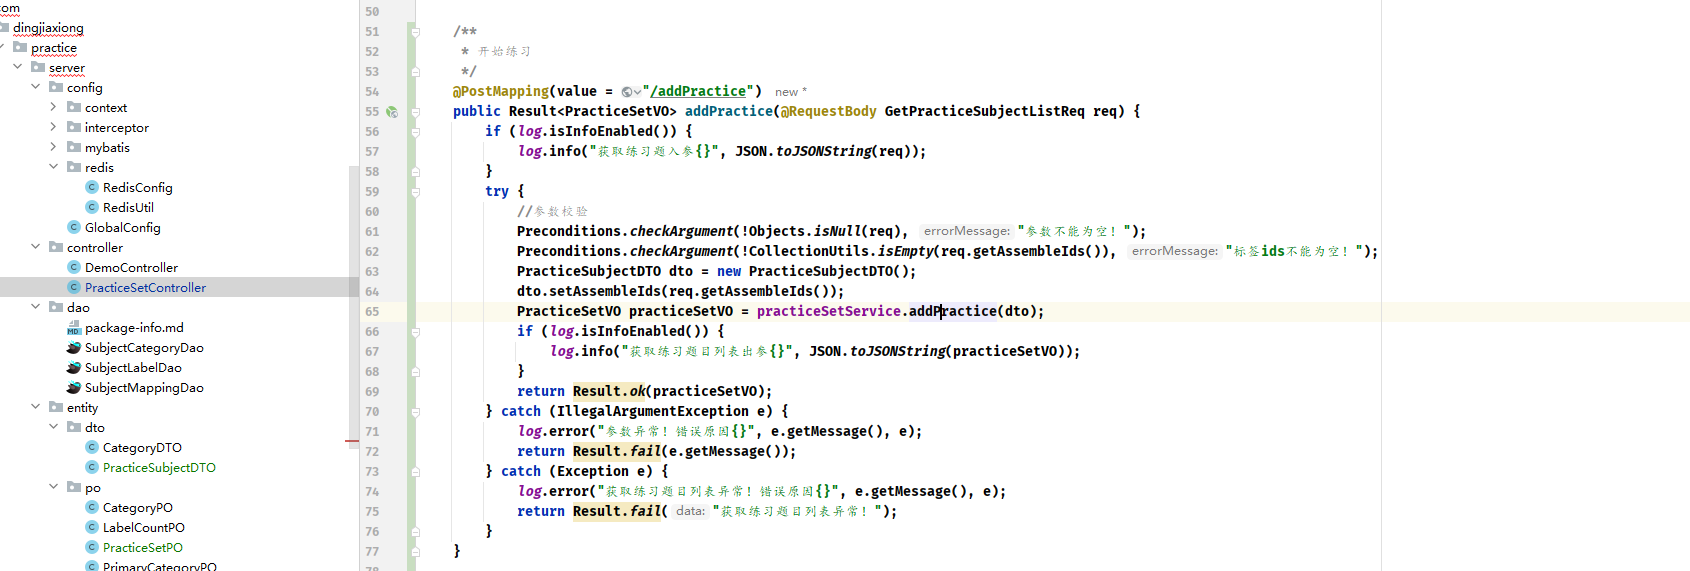 com
dingjiaxiong
practice
server
config
context
interceptor
mybatis
redis
RedisConfig
RedisUtil
GlobalConfig
controller
DemoController
PracticeSetController
dao
package-info.md
SubjectCategoryDao
SubjectLabelDao
SubjectMappingDao
entity
dto
CategoryDTO
PracticeSubjectDTO
po
CategoryPO
LabelCountPO
PracticeSetPO
PrimaryCategoryPO
50
51 /**
52 * 开始练习
53 */
54 @PostMapping(value = "/addPractice") new *
55 public Result<PracticeSetVO> addPractice(@RequestBody GetPracticeSubjectListReq req) {
56 if (log.isInfoEnabled()) {
57 log.info("获取练习题入参{}", JSON.toJSONString(req));
58 }
59 try {
60 //参数校验
61 Preconditions.checkArgument(!Objects.isNull(req), errorMessage: "参数不能为空！");
62 Preconditions.checkArgument(!CollectionUtils.isEmpty(req.getAssembleIds()), errorMessage: "标签ids不能为空！");
63 PracticeSubjectDTO dto = new PracticeSubjectDTO();
64 dto.setAssembleIds(req.getAssembleIds());
65 PracticeSetVO practiceSetVO = practiceSetService.addPractice(dto);
66 if (log.isInfoEnabled()) {
67 log.info("获取练习题目列表出参{}", JSON.toJSONString(practiceSetVO));
68 }
69 return Result.ok(practiceSetVO);
70 } catch (IllegalArgumentException e) {
71 log.error("参数异常！错误原因{}", e.getMessage(), e);
72 return Result.fail(e.getMessage());
73 } catch (Exception e) {
74 log.error("获取练习题目列表异常！错误原因{}", e.getMessage(), e);
75 return Result.fail( data: "获取练习题目列表异常！");
76 }
77 }